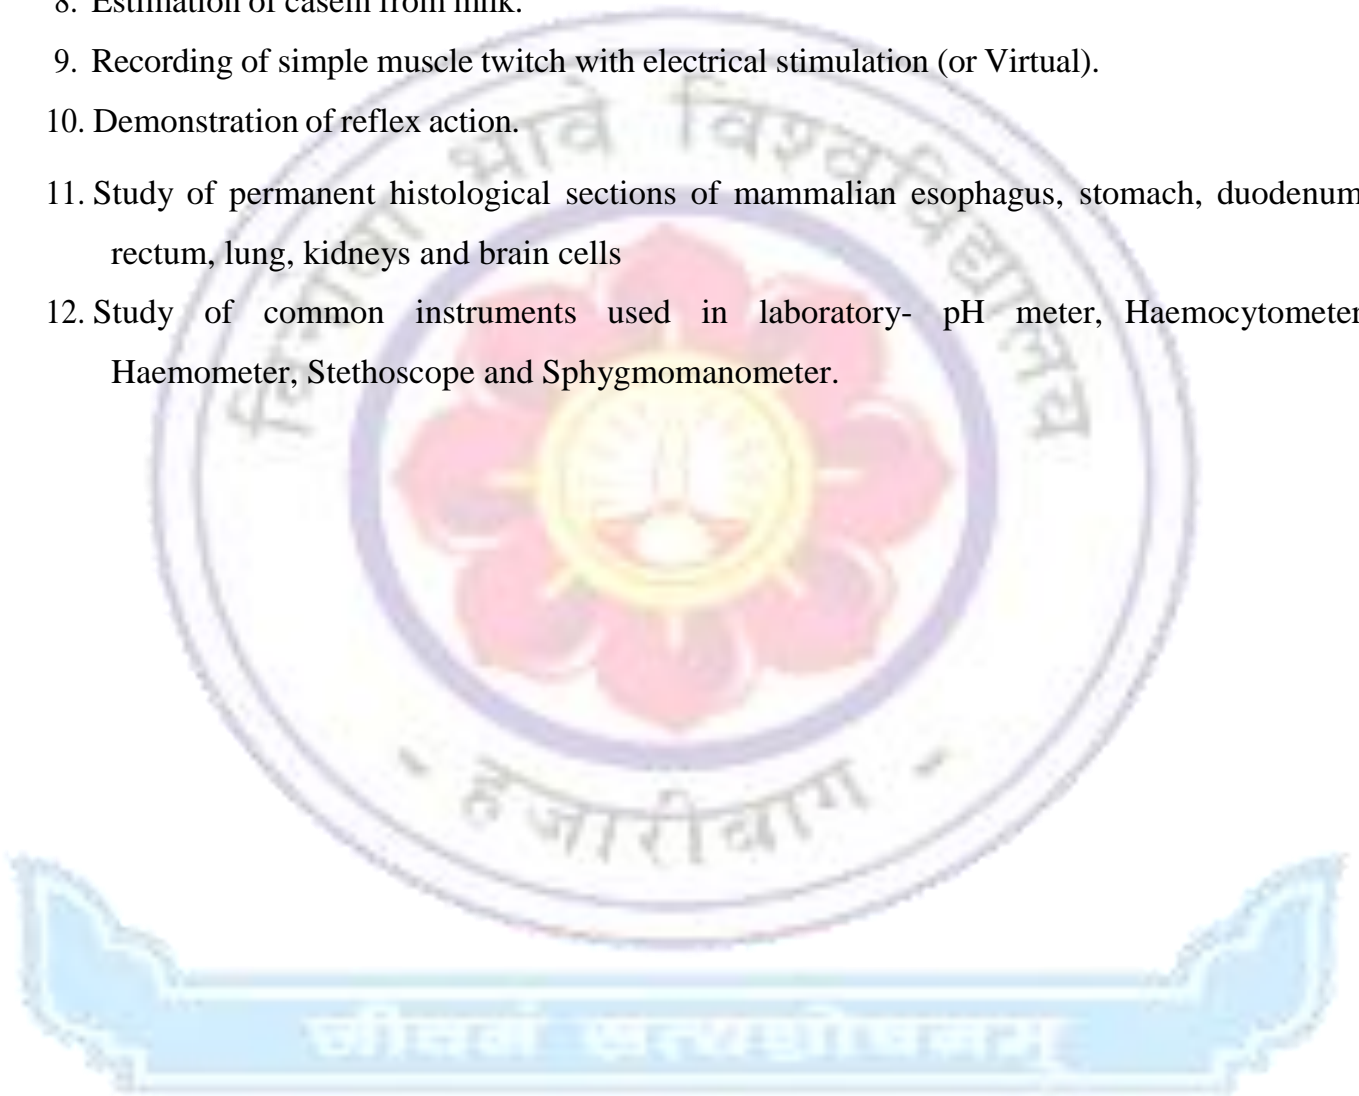 8. Estimation of casein from milk.
9. Recording of simple muscle twitch with electrical stimulation (or Virtual).
10. Demonstration of reflex action.
11. Study of permanent histological sections of mammalian esophagus, stomach, duodenum
rectum, lung, kidneys and brain cells
12. Study of common instruments used in laboratory- pH meter, Haemocytometer
Haemometer, Stethoscope and Sphygmomanometer.
विनोबा भावे विश्वविद्यालय
- हजारीबाग -